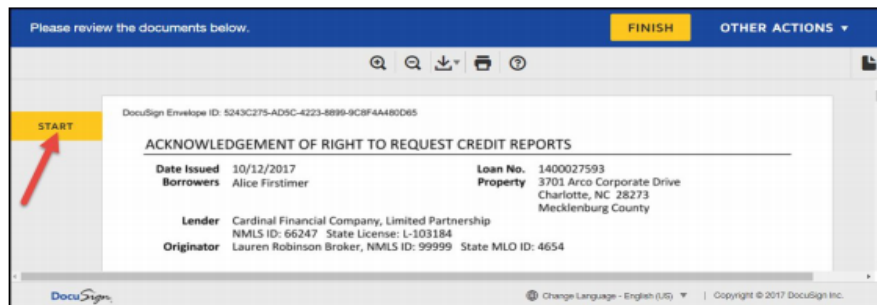 Please review the documents below.
FINISH
OTHER ACTIONS
START
DocuSign Envelope ID: 5243C275-AD5C-4223-8899-9C8F4A480D65
ACKNOWLEDGEMENT OF RIGHT TO REQUEST CREDIT REPORTS
Date Issued 10/12/2017 Loan No. 1400027593
Borrowers Alice Firstimer Property 3701 Arco Corporate Drive
Charlotte, NC 28273
Mecklenburg County
Lender Cardinal Financial Company, Limited Partnership
NMLS ID: 66247 State License: L-103184
Originator Lauren Robinson Broker, NMLS ID: 99999 State MLO ID: 4654
DocuSign
Change Language - English (US) | Copyright © 2017 DocuSign Inc.